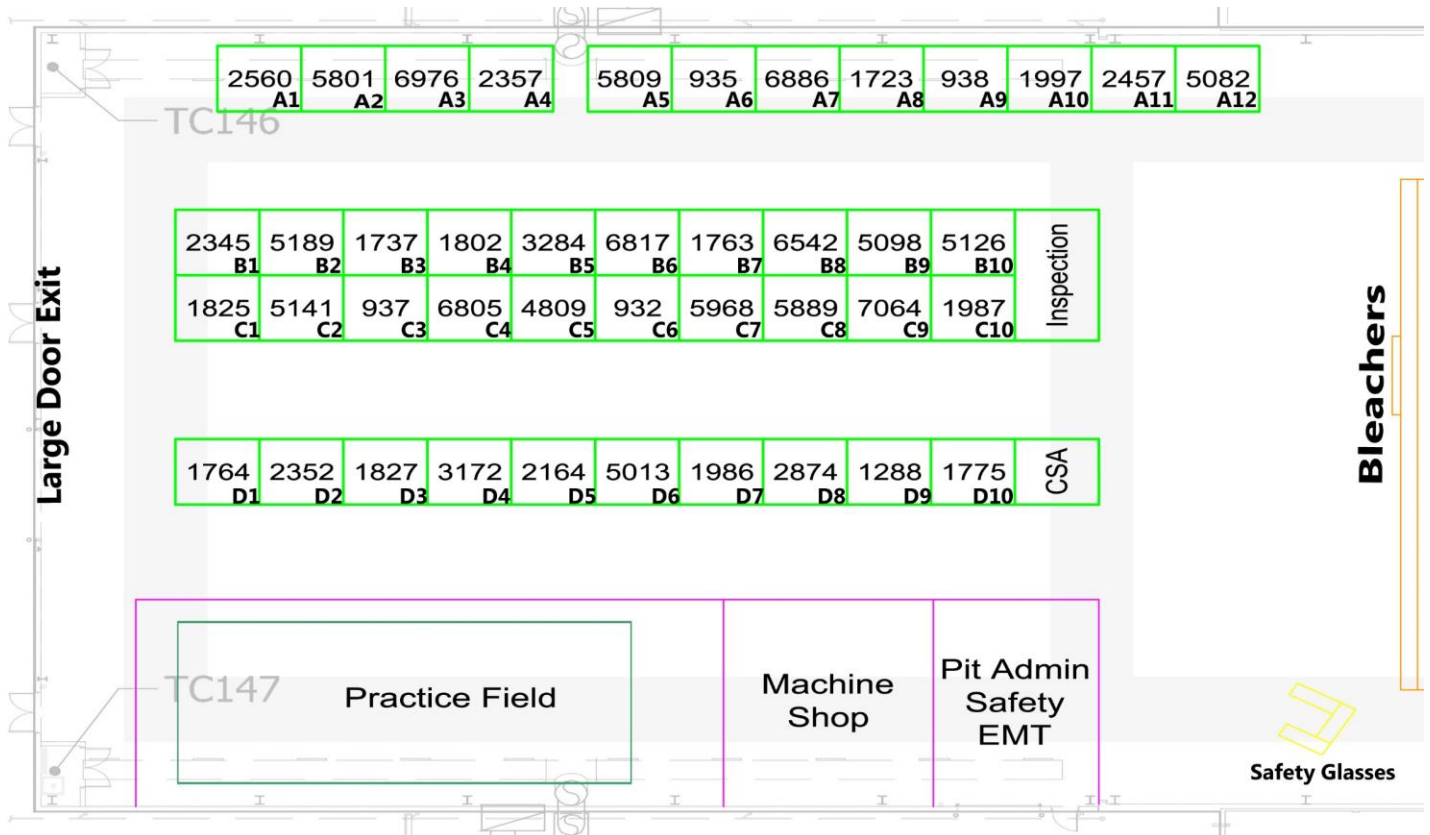 2560 5801 6976 2357 5809 935 6886 1723 938 1997 2457 5082
A1 A2 A3 A4 A5 A6 A7 A8 A9 A10 A11 A12
TC146
2345 5189 1737 1802 3284 6817 1763 6542 5098 5126
B1 B2 B3 B4 B5 B6 B7 B8 B9 B10
Inspection
1825 5141 937 6805 4809 932 5968 5889 7064 1987
C1 C2 C3 C4 C5 C6 C7 C8 C9 C10
Large Door Exit
Bleachers
1764 2352 1827 3172 2164 5013 1986 2874 1288 1775
D1 D2 D3 D4 D5 D6 D7 D8 D9 D10
CSA
TC147
Practice Field
Machine
Shop
Pit Admin
Safety
EMT
Safety Glasses